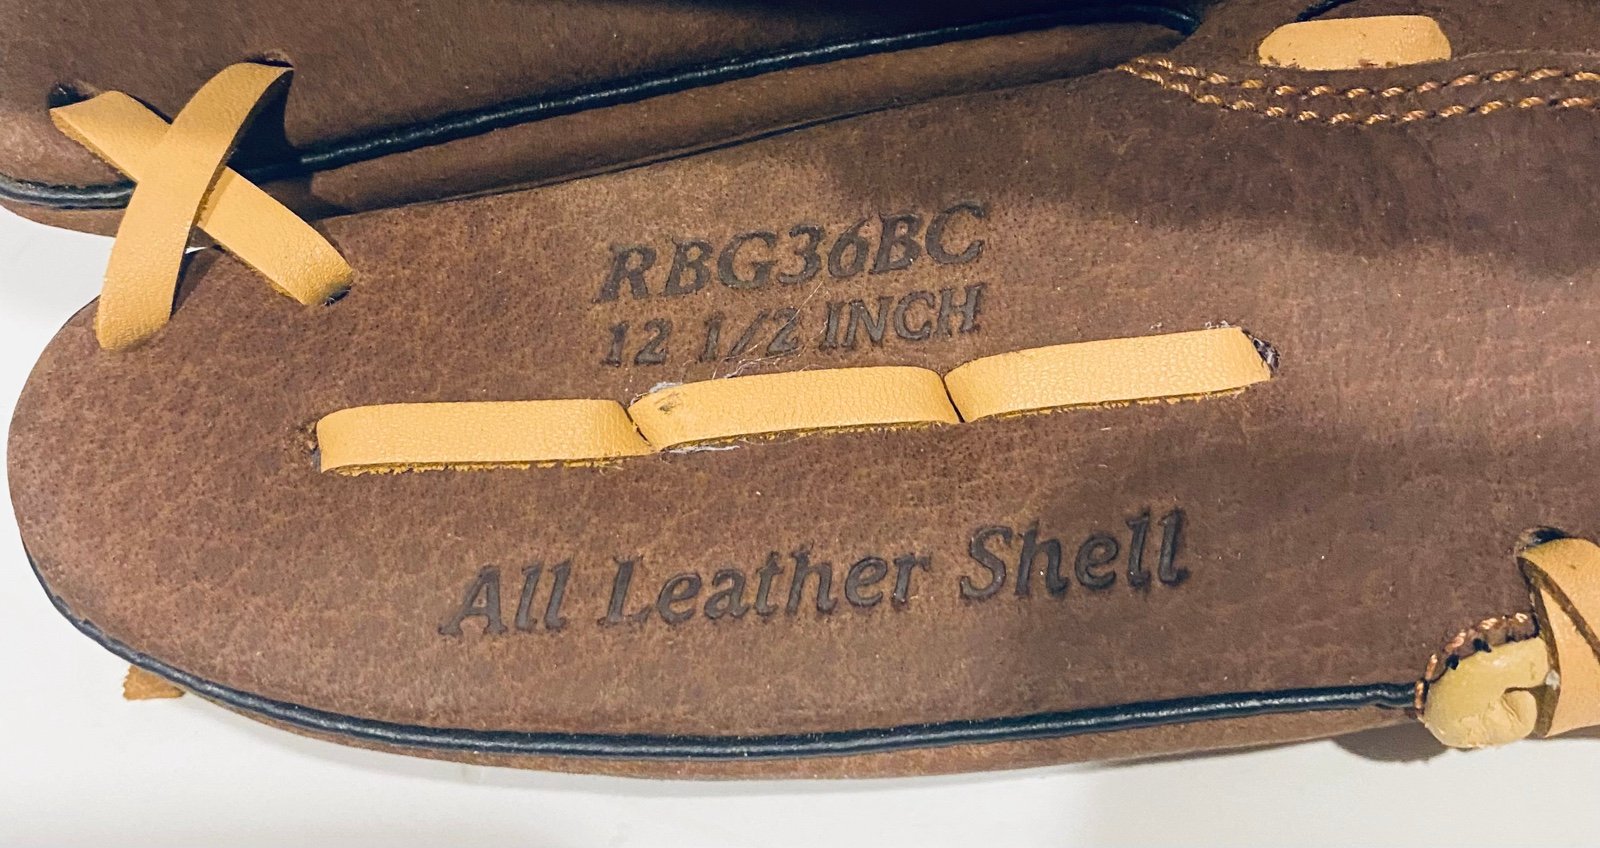 RBG36BC
12 1/2 INCH
All Leather Shell